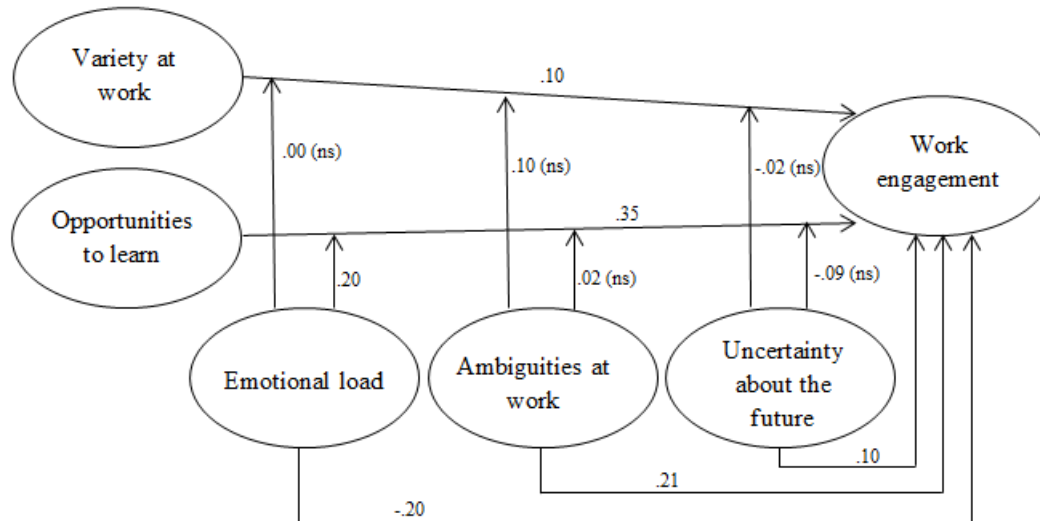 Variety at
work
.10
Work
engagement
.00 (ns)
.10 (ns)
-.02 (ns)
Opportunities
to learn
.35
.20
.02 (ns)
-.09 (ns)
Emotional load
Ambiguities at
work
Uncertainty
about the
future
.10
.21
-.20